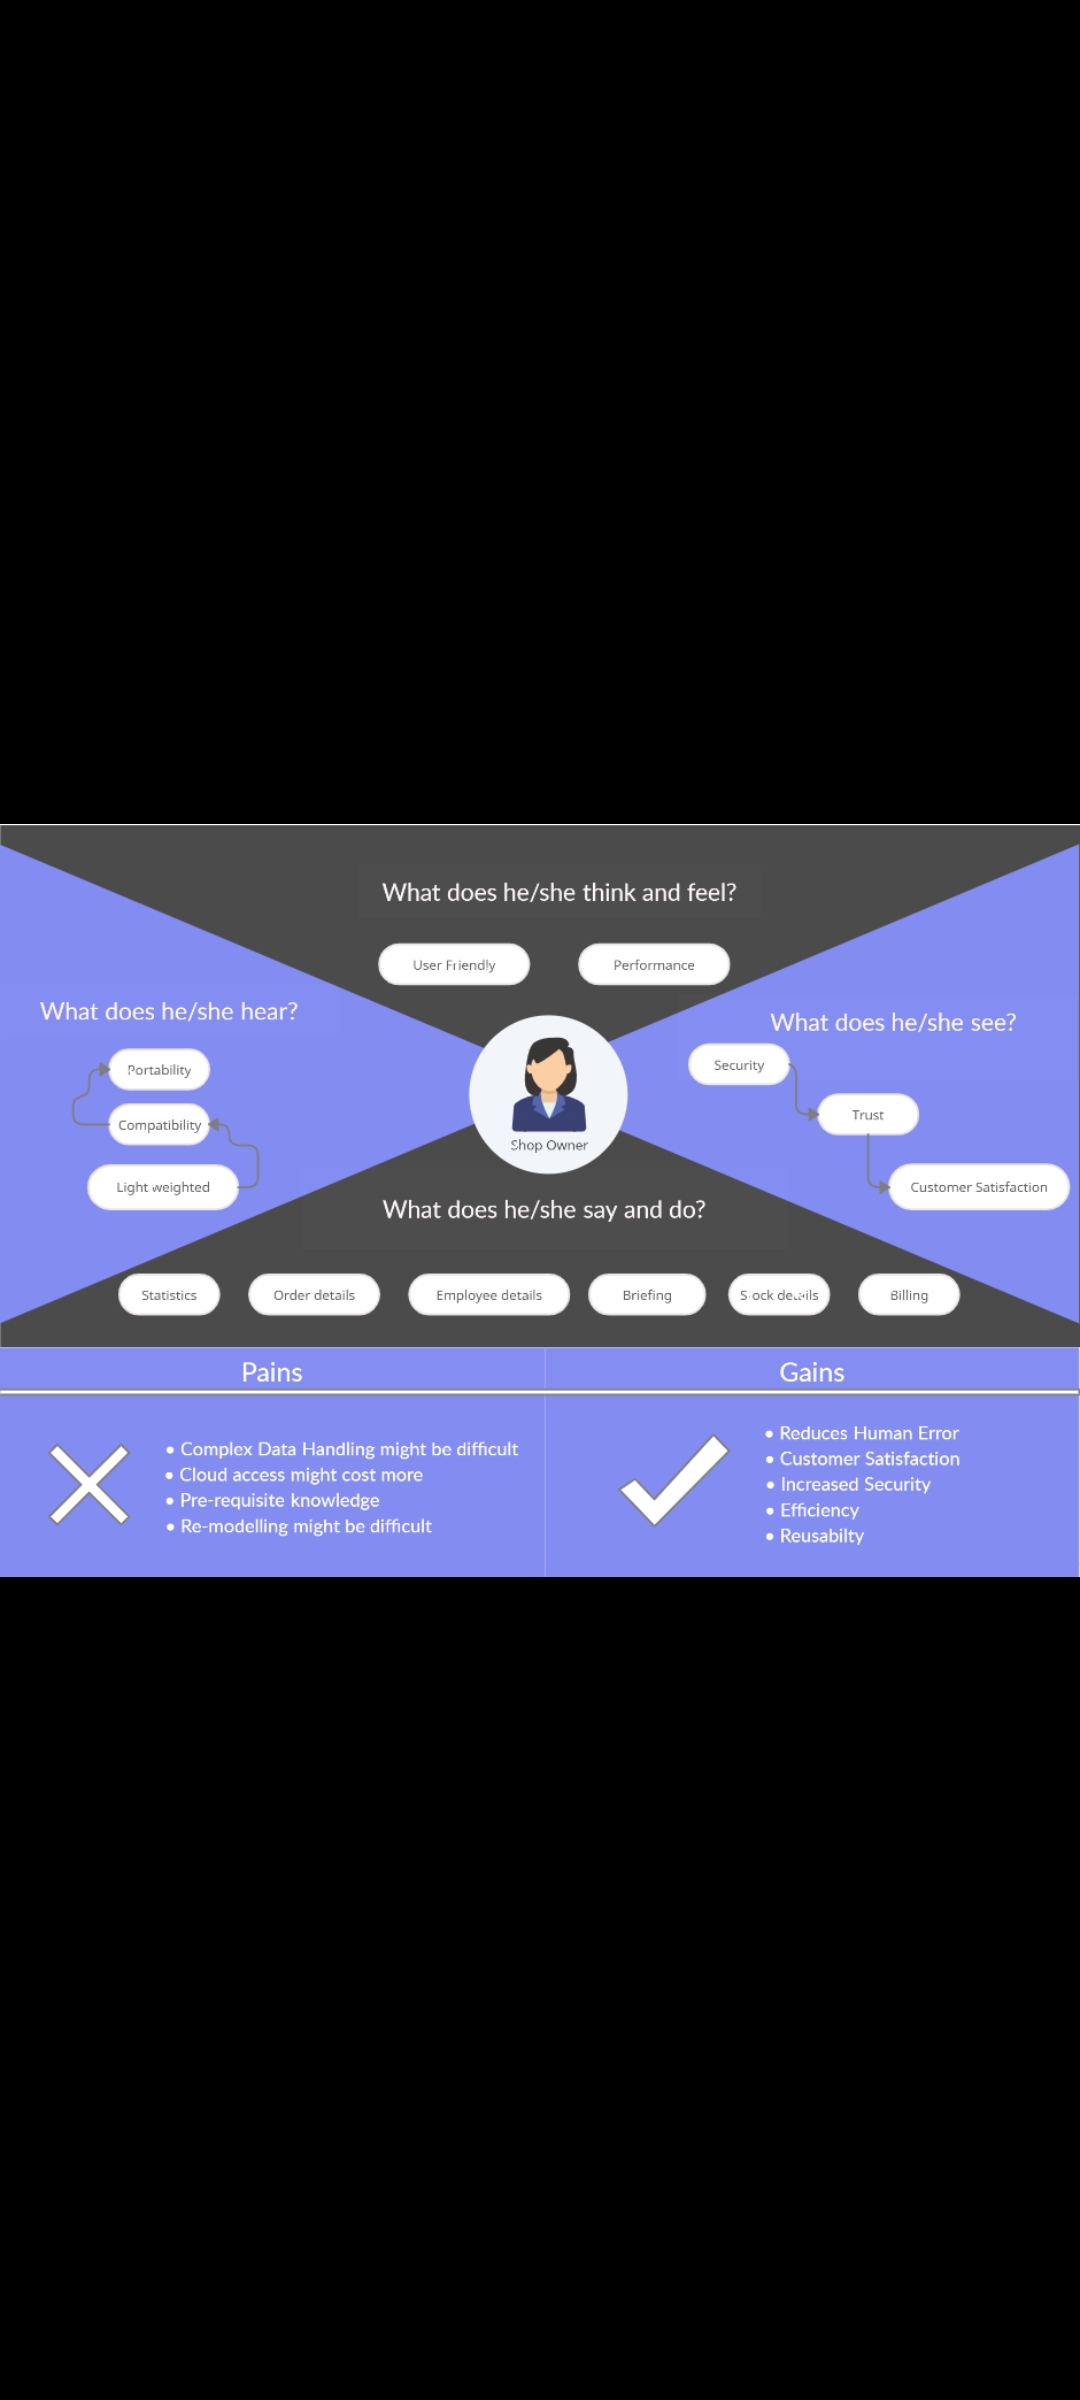 What does he/she think and feel?
User Friendly
Performance
What does he/she hear?
Portability
Compatibility
Light weighted
What does he/she see?
Security
Trust
Customer Satisfaction
Shop Owner
What does he/she say and do?
Statistics
Order details
Employee details
Briefing
Stock details
Billing
Pains
• Complex Data Handling might be difficult
• Cloud access might cost more
• Pre-requisite knowledge
• Re-modelling might be difficult
Gains
• Reduces Human Error
• Customer Satisfaction
• Increased Security
• Efficiency
• Reusabilty